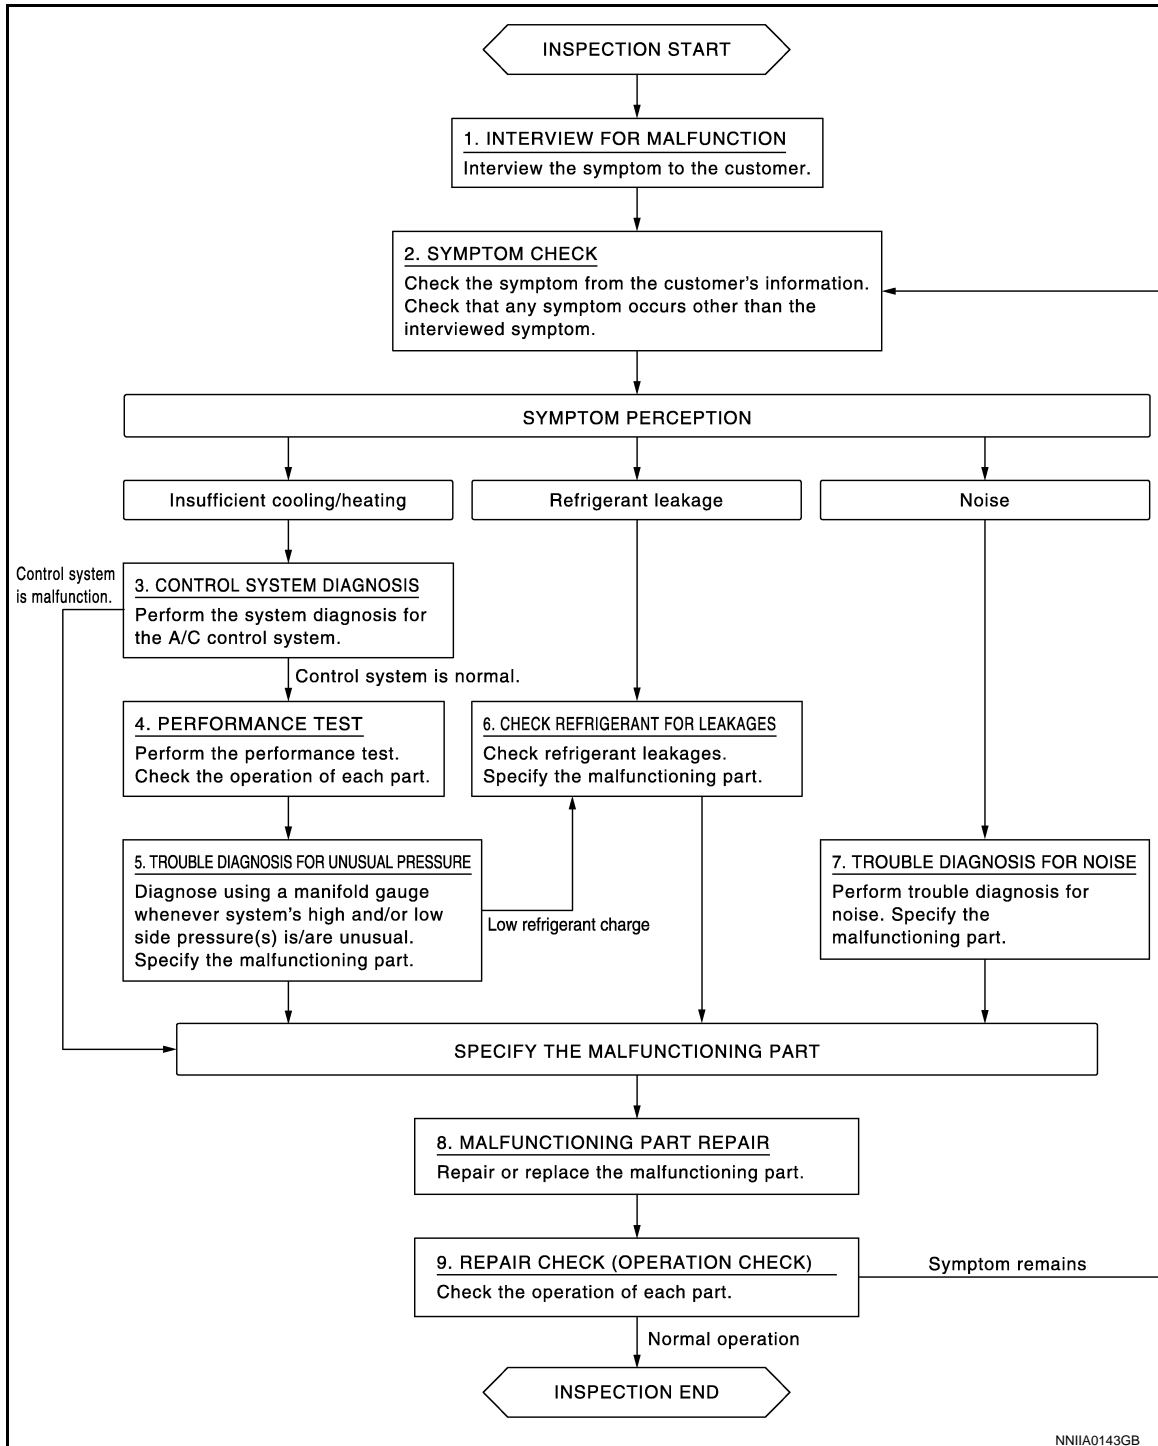 INSPECTION START
1. INTERVIEW FOR MALFUNCTION
Interview the symptom to the customer.
2. SYMPTOM CHECK
Check the symptom from the customer's information.
Check that any symptom occurs other than the
interviewed symptom.
SYMPTOM PERCEPTION
Insufficient cooling/heating
Refrigerant leakage
Noise
Control system
is malfunction.
3. CONTROL SYSTEM DIAGNOSIS
Perform the system diagnosis for
the A/C control system.
Control system is normal.
4. PERFORMANCE TEST
Perform the performance test.
Check the operation of each part.
6. CHECK REFRIGERANT FOR LEAKAGES
Check refrigerant leakages.
Specify the malfunctioning part.
5. TROUBLE DIAGNOSIS FOR UNUSUAL PRESSURE
Diagnose using a manifold gauge
whenever system's high and/or low
side pressure(s) is/are unusual.
Specify the malfunctioning part.
Low refrigerant charge
7. TROUBLE DIAGNOSIS FOR NOISE
Perform trouble diagnosis for
noise. Specify the
malfunctioning part.
SPECIFY THE MALFUNCTIONING PART
8. MALFUNCTIONING PART REPAIR
Repair or replace the malfunctioning part.
9. REPAIR CHECK (OPERATION CHECK)
Check the operation of each part.
Symptom remains
Normal operation
INSPECTION END
NNIIA0143GB